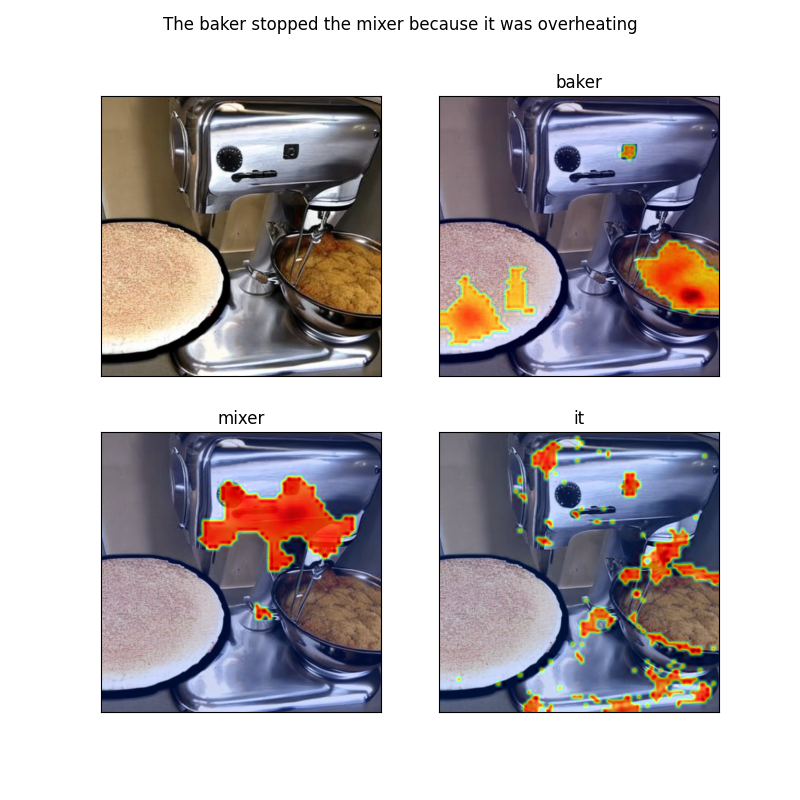 The baker stopped the mixer because it was overheating
baker
mixer
it